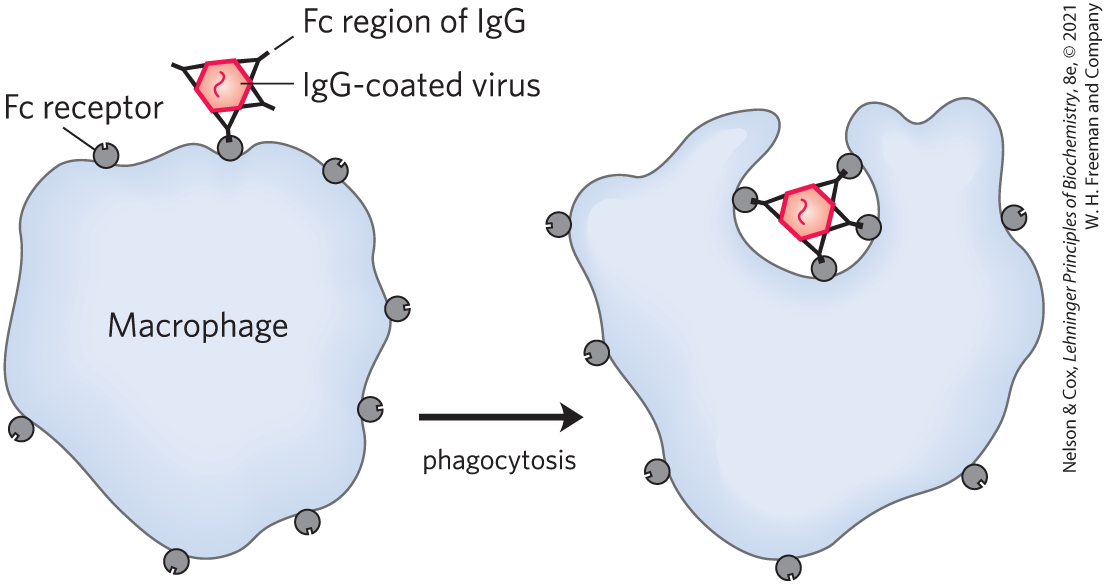 Fc region of IgG
IgG-coated virus
Fc receptor
Macrophage
phagocytosis
Nelson & Cox, Lehninger Principles of Biochemistry, 8e, © 2021
W. H. Freeman and Company